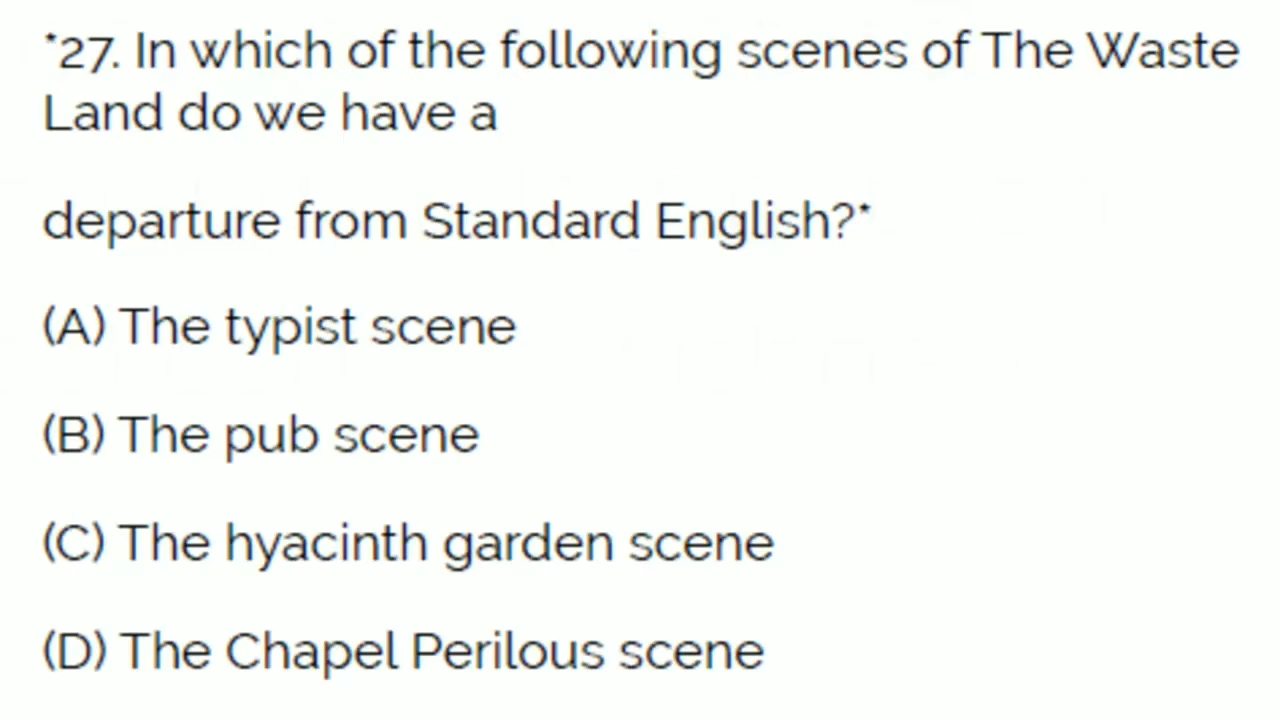 *27. In which of the following scenes of The Waste
Land do we have a
departure from Standard English?*
(A) The typist scene
(B) The pub scene
(C) The hyacinth garden scene
(D) The Chapel Perilous scene